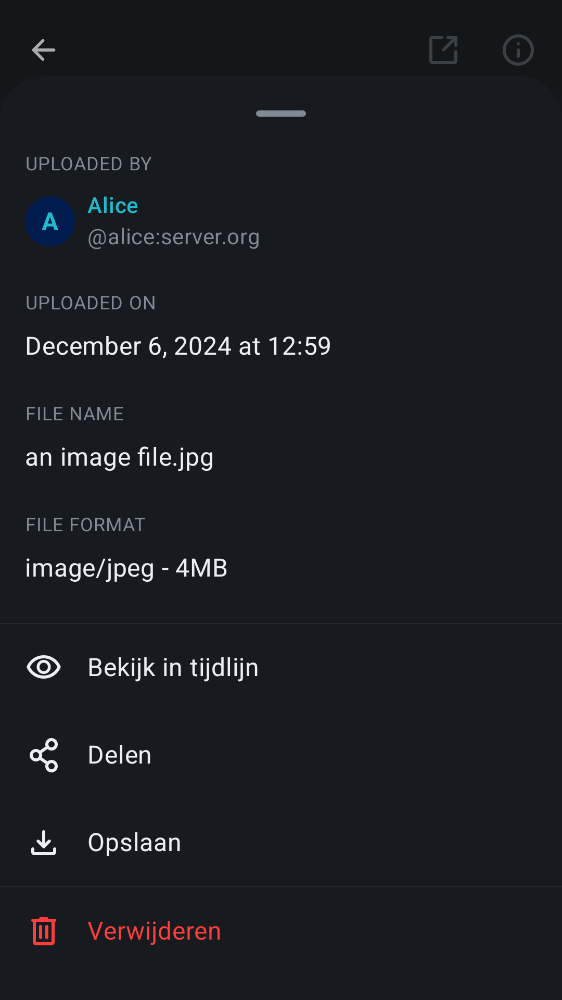 UPLOADED BY
A
Alice
@alice:server.org
UPLOADED ON
December 6, 2024 at 12:59
FILE NAME
an image file.jpg
FILE FORMAT
image/jpeg - 4MB
Bekijk in tijdlijn
Delen
Opslaan
Verwijderen